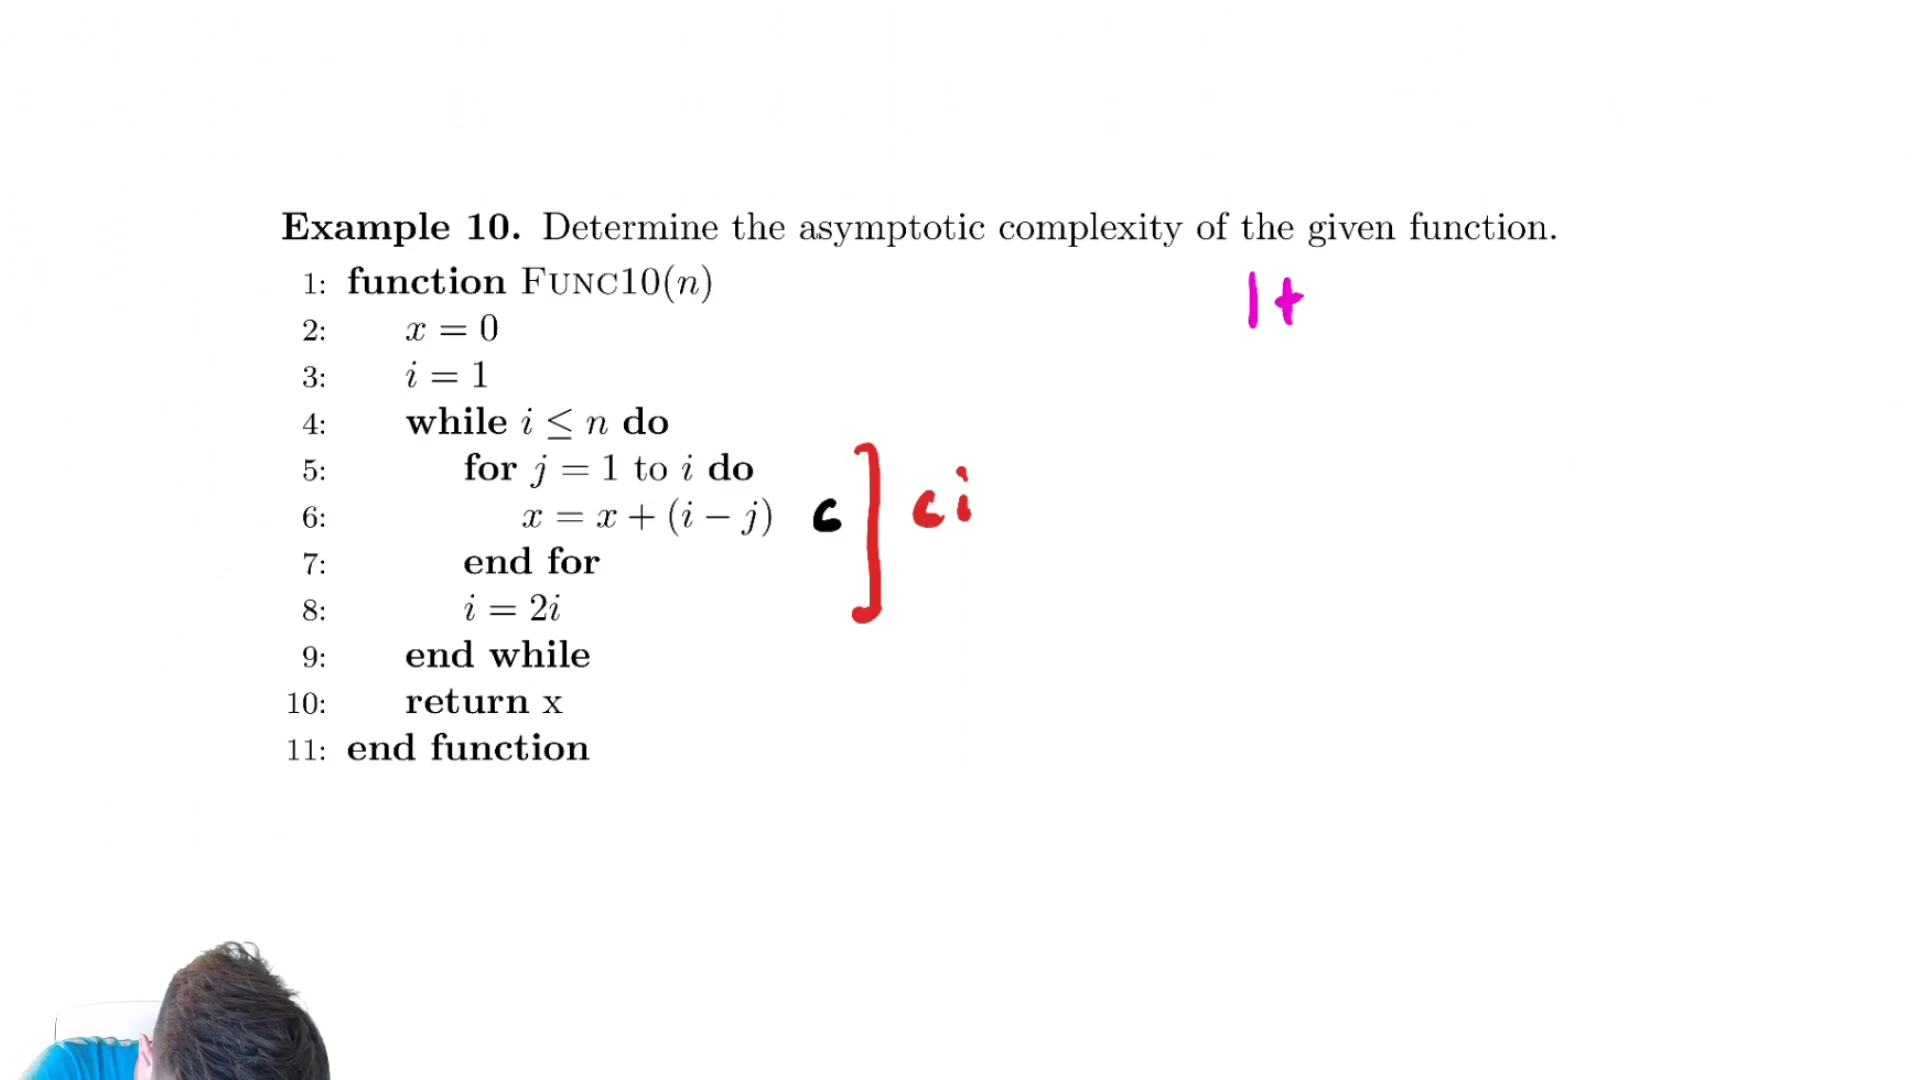 Example 10. Determine the asymptotic complexity of the given function.
1: function FUNC10(n)
1+
2: x = 0
3: i = 1
4: while i ≤ n do
5: for j = 1 to i do
6: x = x + (i − j) c ] ci
7: end for
8: i = 2i
9: end while
10: return x
11: end function